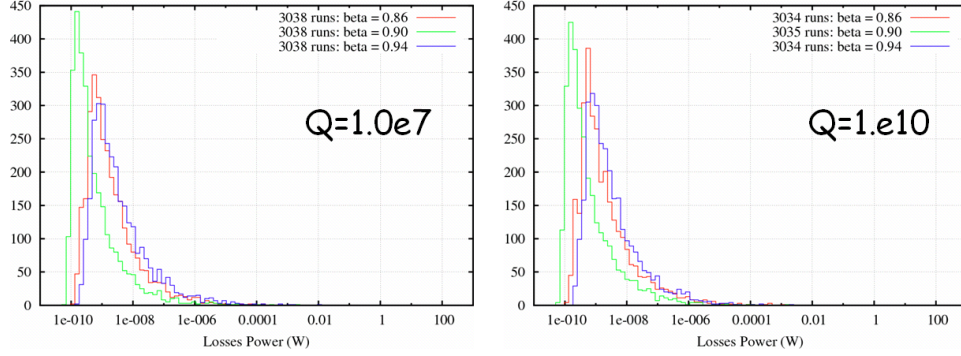 450
400
350
300
250
200
150
100
50
0
3038 runs: beta = 0.86
3038 runs: beta = 0.90
3038 runs: beta = 0.94
Q=1.0e7
1e-010 1e-008 1e-006 0.0001 0.01 1 100
Losses Power (W)
450
400
350
300
250
200
150
100
50
0
3034 runs: beta = 0.86
3035 runs: beta = 0.90
3034 runs: beta = 0.94
Q=1.e10
1e-010 1e-008 1e-006 0.0001 0.01 1 100
Losses Power (W)